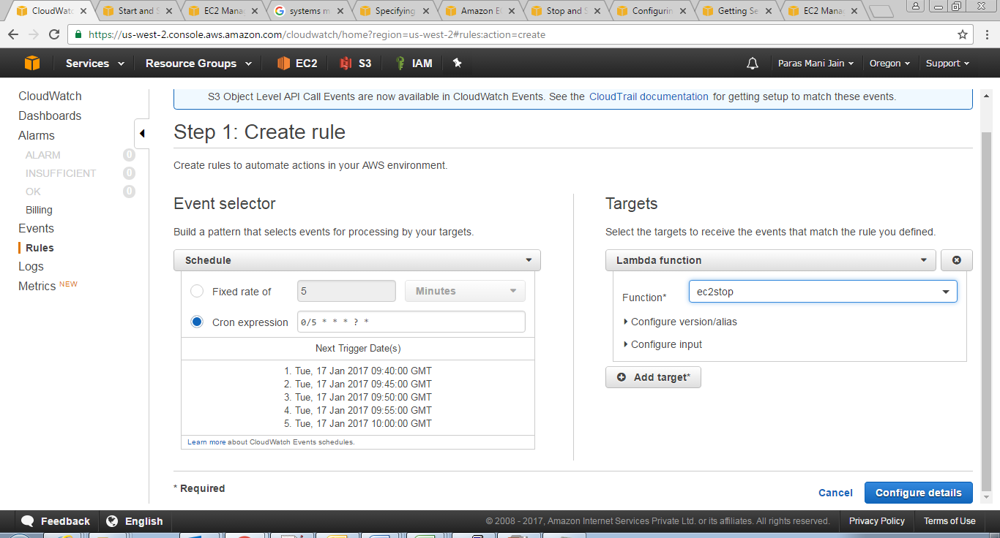 CloudWatc
Start and S
EC2 Manag
systems m
Specifying
Amazon E
Stop and S
Configurin
Getting Se
EC2 Manag
https://us-west-2.console.aws.amazon.com/cloudwatch/home?region=us-west-2#rules:action=create
Services
Resource Groups
EC2
S3
IAM
Paras Mani Jain
Oregon
Support
CloudWatch
Dashboards
Alarms
ALARM 0
INSUFFICIENT 0
OK 0
Billing
Events
Rules
Logs
Metrics NEW
S3 Object Level API Call Events are now available in CloudWatch Events. See the CloudTrail documentation for getting setup to match these events.
Step 1: Create rule
Create rules to automate actions in your AWS environment.
Event selector
Build a pattern that selects events for processing by your targets.
Schedule
Fixed rate of 5 Minutes
Cron expression 0/5 * * * ? *
Next Trigger Date(s)
1. Tue, 17 Jan 2017 09:40:00 GMT
2. Tue, 17 Jan 2017 09:45:00 GMT
3. Tue, 17 Jan 2017 09:50:00 GMT
4. Tue, 17 Jan 2017 09:55:00 GMT
5. Tue, 17 Jan 2017 10:00:00 GMT
Learn more about CloudWatch Events schedules.
Targets
Select the targets to receive the events that match the rule you defined.
Lambda function
Function* ec2stop
Configure version/alias
Configure input
Add target*
* Required
Cancel
Configure details
Feedback
English
© 2008 - 2017, Amazon Internet Services Private Ltd. or its affiliates. All rights reserved.
Privacy Policy
Terms of Use